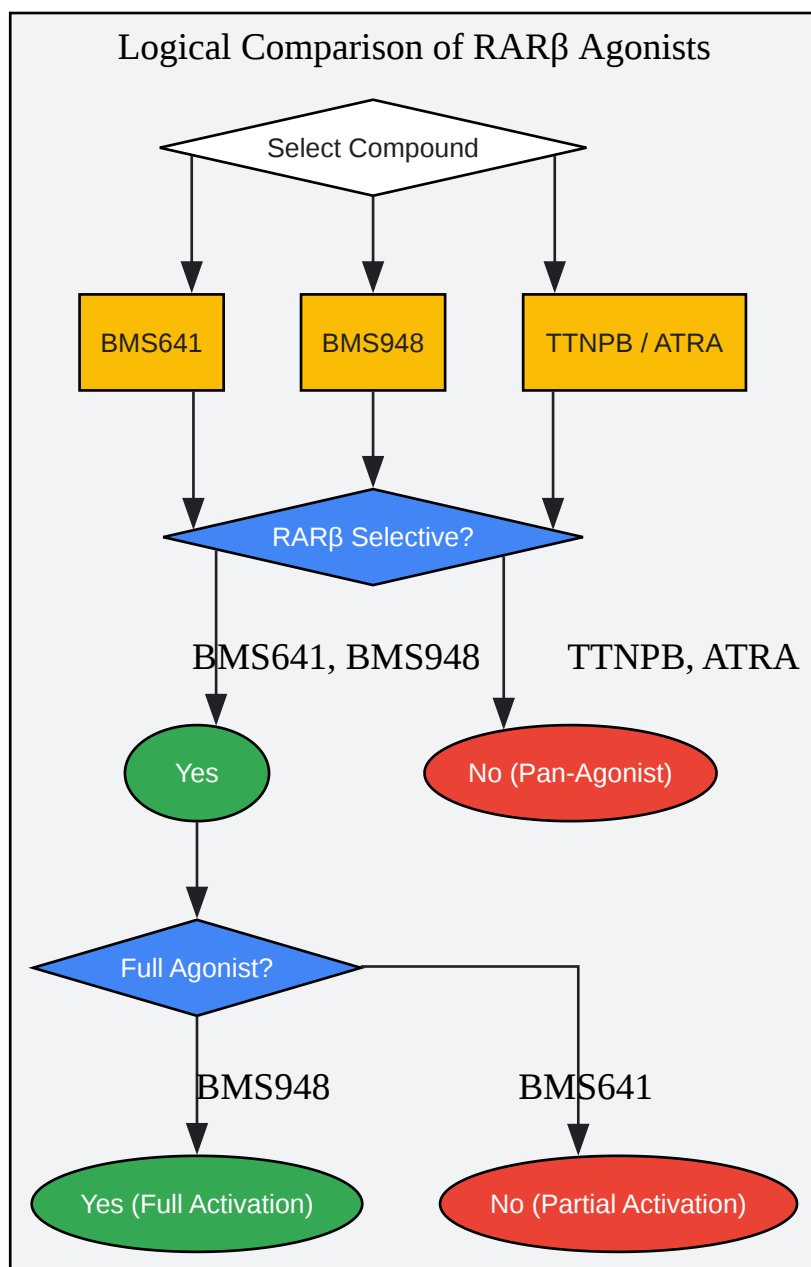 Logical Comparison of RARβ Agonists
Select Compound
BMS641
BMS948
TTNPB / ATRA
RARβ Selective?
BMS641, BMS948
TTNPB, ATRA
Yes
No (Pan-Agonist)
Full Agonist?
BMS948
BMS641
Yes (Full Activation)
No (Partial Activation)